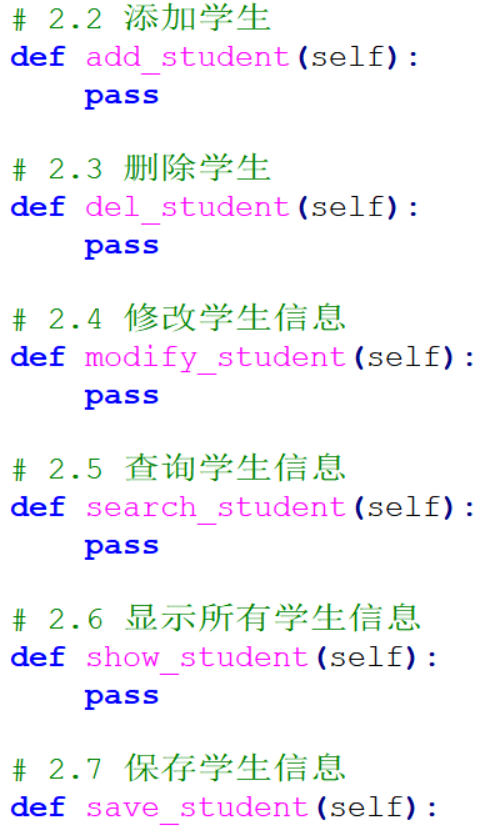 # 2.2 添加学生
def add_student(self):
    pass
# 2.3 删除学生
def del_student(self):
    pass
# 2.4 修改学生信息
def modify_student(self):
    pass
# 2.5 查询学生信息
def search_student(self):
    pass
# 2.6 显示所有学生信息
def show_student(self):
    pass
# 2.7 保存学生信息
def save_student(self):